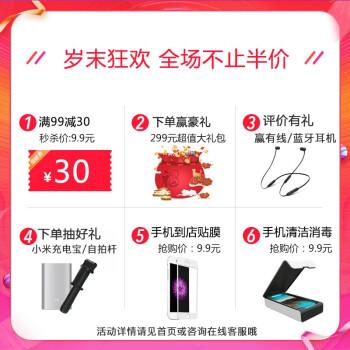 岁末狂欢 全场不止半价
1 满99减30
秒杀价:9.9元
¥30
2 下单赢豪礼
299元超值大礼包
3 评价有礼
赢有线/蓝牙耳机
4 下单抽好礼
小米充电宝/自拍杆
5 手机到店贴膜
抢购价：9.9元
6 手机清洁消毒
抢购价：9.9元
活动详情请见首页或咨询在线客服哦